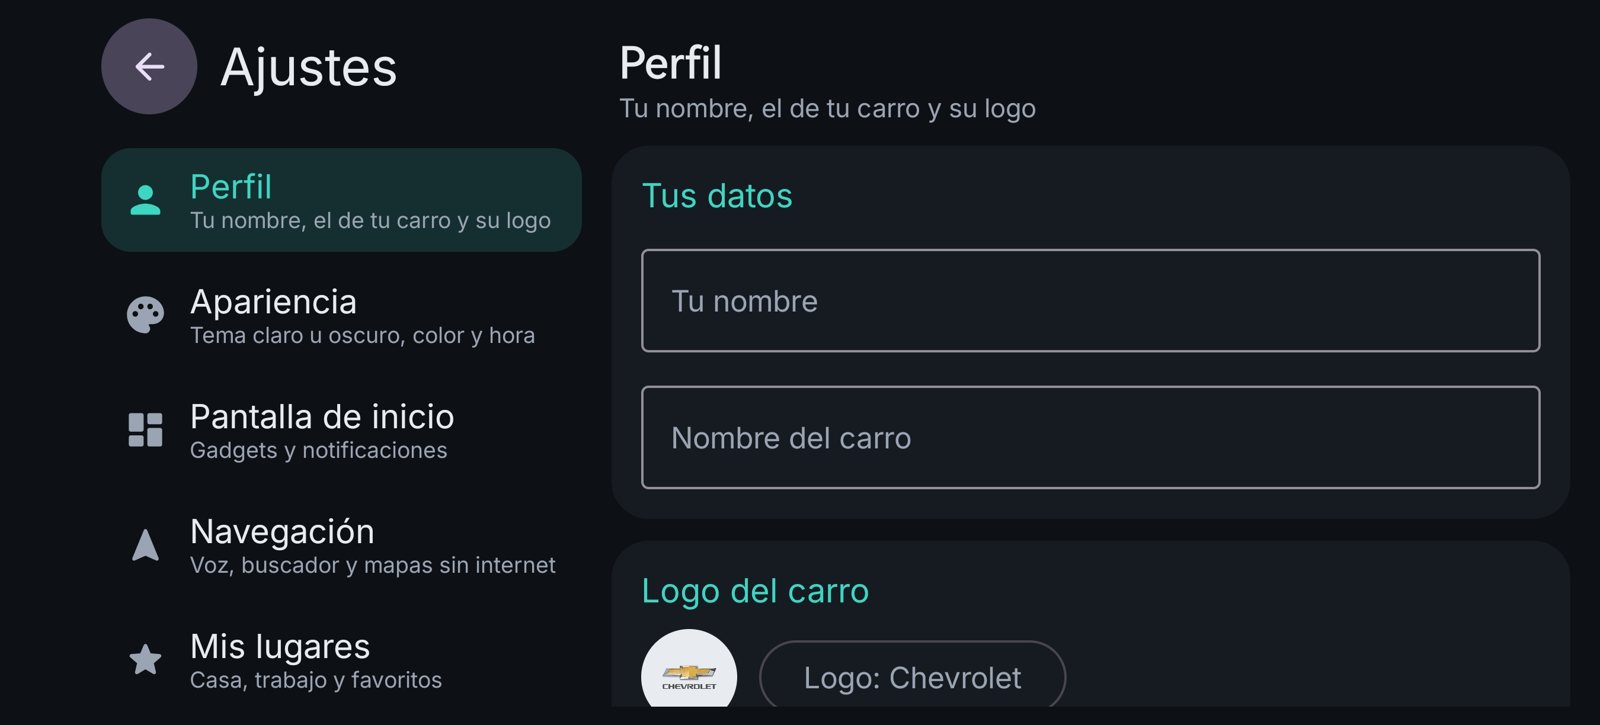 Ajustes
Perfil
Tu nombre, el de tu carro y su logo
Apariencia
Tema claro u oscuro, color y hora
Pantalla de inicio
Gadgets y notificaciones
Navegación
Voz, buscador y mapas sin internet
Mis lugares
Casa, trabajo y favoritos
Perfil
Tu nombre, el de tu carro y su logo
Tus datos
Tu nombre
Nombre del carro
Logo del carro
CHEVROLET
Logo: Chevrolet